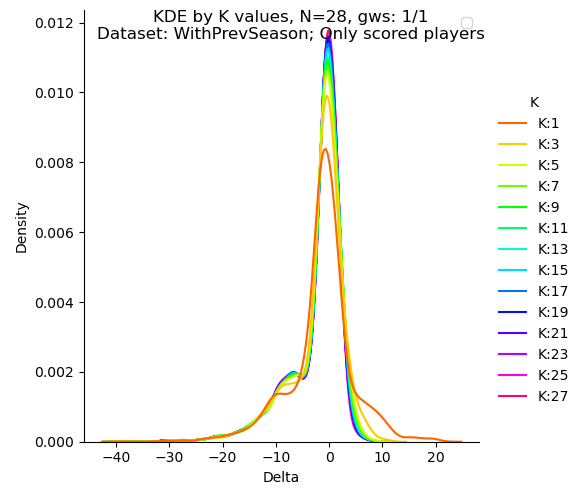 KDE by K values, N=28, gws: 1/1
Dataset: WithPrevSeason; Only scored players
0.012
0.010
0.008
0.006
0.004
0.002
0.000
Density
−40 −30 −20 −10 0 10 20
Delta
K
K:1
K:3
K:5
K:7
K:9
K:11
K:13
K:15
K:17
K:19
K:21
K:23
K:25
K:27